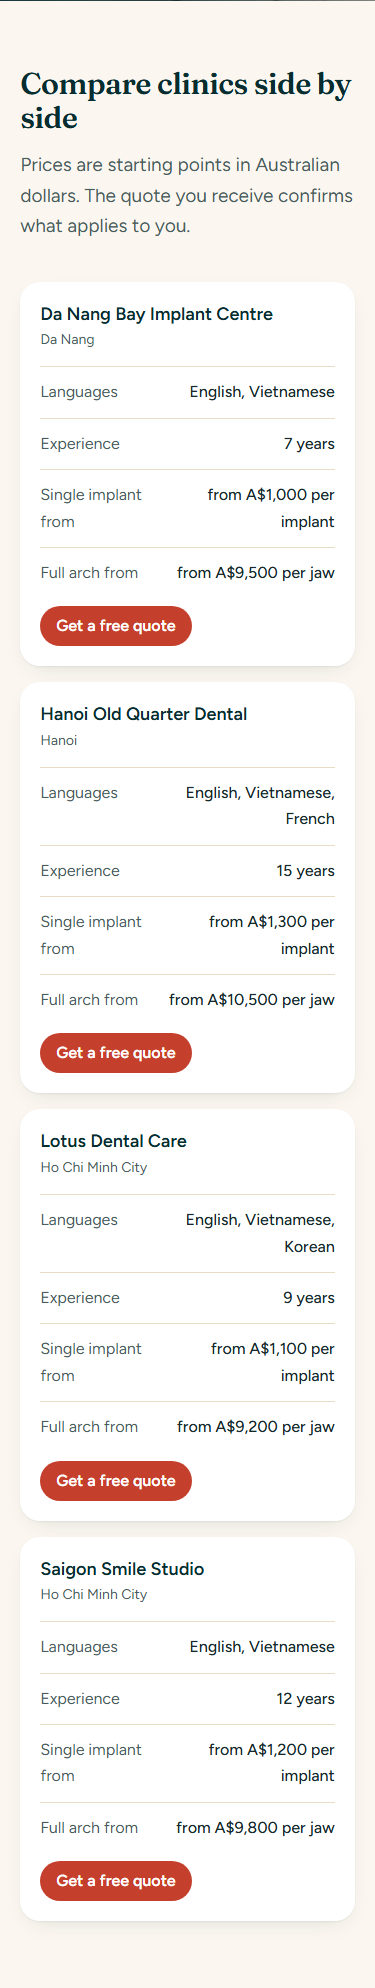 Compare clinics side by
side
Prices are starting points in Australian
dollars. The quote you receive confirms
what applies to you.
Da Nang Bay Implant Centre
Da Nang
Languages English, Vietnamese
Experience 7 years
Single implant from A$1,000 per
from implant
Full arch from from A$9,500 per jaw
Get a free quote
Hanoi Old Quarter Dental
Hanoi
Languages English, Vietnamese,
French
Experience 15 years
Single implant from A$1,300 per
from implant
Full arch from from A$10,500 per jaw
Get a free quote
Lotus Dental Care
Ho Chi Minh City
Languages English, Vietnamese,
Korean
Experience 9 years
Single implant from A$1,100 per
from implant
Full arch from from A$9,200 per jaw
Get a free quote
Saigon Smile Studio
Ho Chi Minh City
Languages English, Vietnamese
Experience 12 years
Single implant from A$1,200 per
from implant
Full arch from from A$9,800 per jaw
Get a free quote